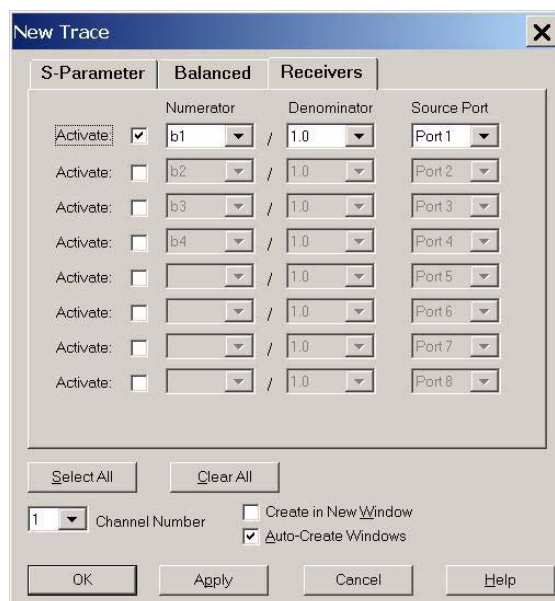 New Trace
S-Parameter Balanced Receivers
Numerator Denominator Source Port
Activate: b1 / 1.0 Port 1
Activate: b2 / 1.0 Port 2
Activate: b3 / 1.0 Port 3
Activate: b4 / 1.0 Port 4
Activate: / 1.0 Port 5
Activate: / 1.0 Port 6
Activate: / 1.0 Port 7
Activate: / 1.0 Port 8
Select All Clear All
1 Channel Number
Create in New Window
Auto-Create Windows
OK Apply Cancel Help